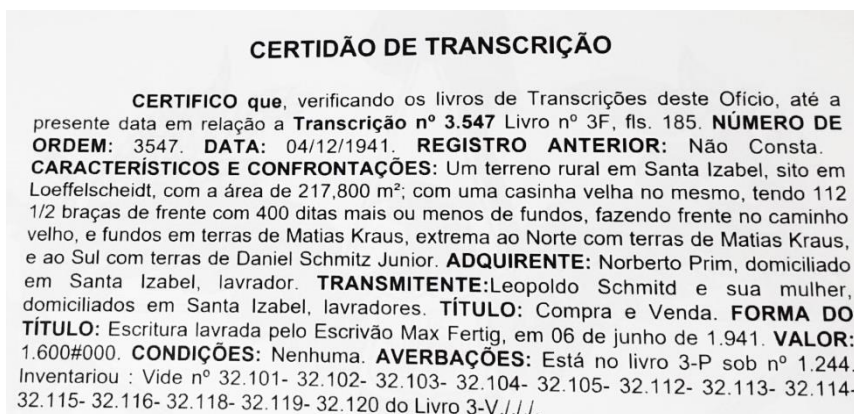 CERTIDÃO DE TRANSCRIÇÃO
CERTIFICO que, verificando os livros de Transcrições deste Ofício, até a
presente data em relação a Transcrição nº 3.547 Livro nº 3F, fls. 185. NÚMERO DE
ORDEM: 3547. DATA: 04/12/1941. REGISTRO ANTERIOR: Não Consta.
CARACTERÍSTICOS E CONFRONTAÇÕES: Um terreno rural em Santa Izabel, sito em
Loeffelscheidt, com a área de 217,800 m²; com uma casinha velha no mesmo, tendo 112
1/2 braças de frente com 400 ditas mais ou menos de fundos, fazendo frente no caminho
velho, e fundos em terras de Matias Kraus, extrema ao Norte com terras de Matias Kraus,
e ao Sul com terras de Daniel Schmitz Junior. ADQUIRENTE: Norberto Prim, domiciliado
em Santa Izabel, lavrador. TRANSMITENTE:Leopoldo Schmitd e sua mulher,
domiciliados em Santa Izabel, lavradores. TÍTULO: Compra e Venda. FORMA DO
TÍTULO: Escritura lavrada pelo Escrivão Max Fertig, em 06 de junho de 1.941. VALOR:
1.600#000. CONDIÇÕES: Nenhuma. AVERBAÇÕES: Está no livro 3-P sob nº 1.244.
Inventariou : Vide nº 32.101- 32.102- 32.103- 32.104- 32.105- 32.112- 32.113- 32.114-
32.115- 32.116- 32.118- 32.119- 32.120 do Livro 3-V./././.